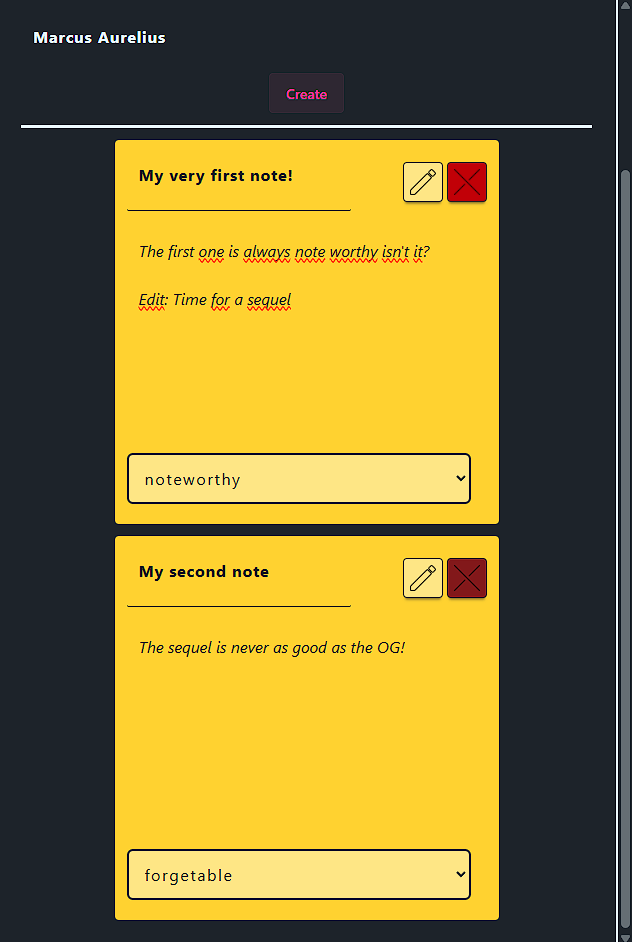 Marcus Aurelius
Create
My very first note!
The first one is always note worthy isn't it?
Edit: Time for a sequel
noteworthy
My second note
The sequel is never as good as the OG!
forgetable